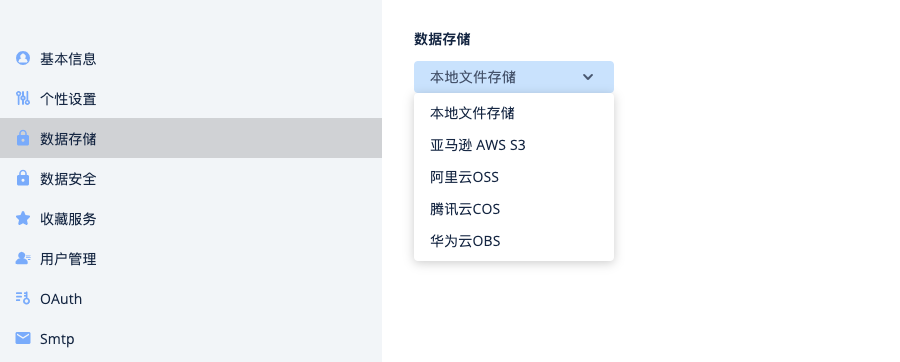 基本信息
个性设置
数据存储
数据安全
收藏服务
用户管理
OAuth
Smtp
数据存储
本地文件存储
本地文件存储
亚马逊 AWS S3
阿里云OSS
腾讯云COS
华为云OBS